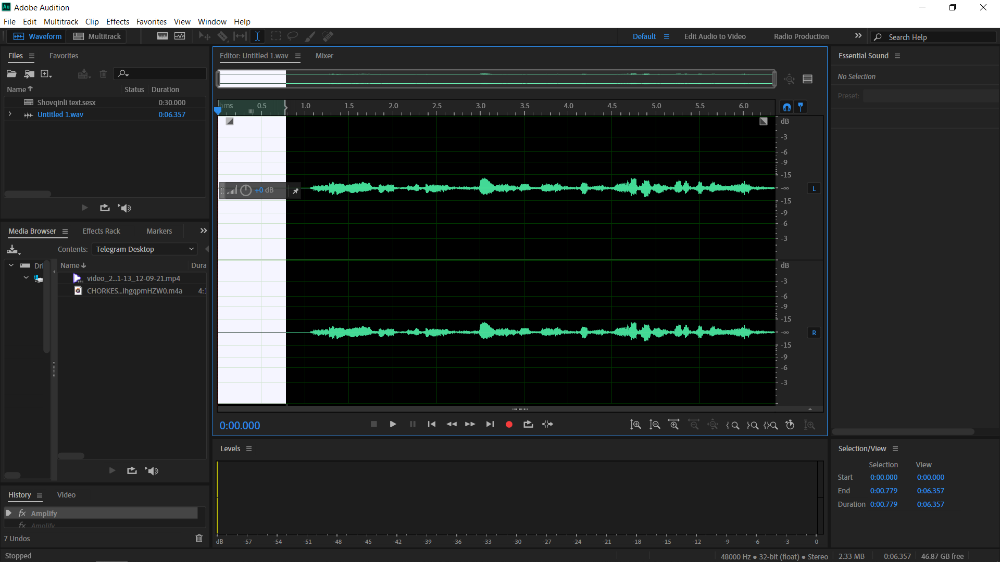 Au Adobe Audition
File Edit Multitrack Clip Effects Favorites View Window Help
Waveform Multitrack Default Edit Audio to Video Radio Production Search Help
Files Favorites
Name Status Duration
Shovqinli text.sesx 0:30.000
Untitled 1.wav 0:06.357
Media Browser Effects Rack Markers
Contents: Telegram Desktop
Dri
Name Dura
video_2...1-13_12-09-21.mp4
CHORKES...IhgqpmHZW0.m4a 4:1
History Video
fx Amplify
fx Amplify
7 Undos
Stopped
Editor: Untitled 1.wav Mixer
hms 0.5 1.0 1.5 2.0 2.5 3.0 3.5 4.0 4.5 5.0 5.5 6.0
dB
-3
-6
-9
-15
+0 dB
-∞ L
-15
-9
-6
-3
dB
-3
-6
-9
-15
-∞ R
-15
-9
-6
-3
0:00.000
Levels
dB -57 -54 -51 -48 -45 -42 -39 -36 -33 -30 -27 -24 -21 -18 -15 -12 -9 -6 -3 0
Essential Sound
No Selection
Preset:
Selection/View
Selection View
Start 0:00.000 0:00.000
End 0:00.779 0:06.357
Duration 0:00.779 0:06.357
48000 Hz ● 32-bit (float) ● Stereo 2.33 MB 0:06.357 46.87 GB free